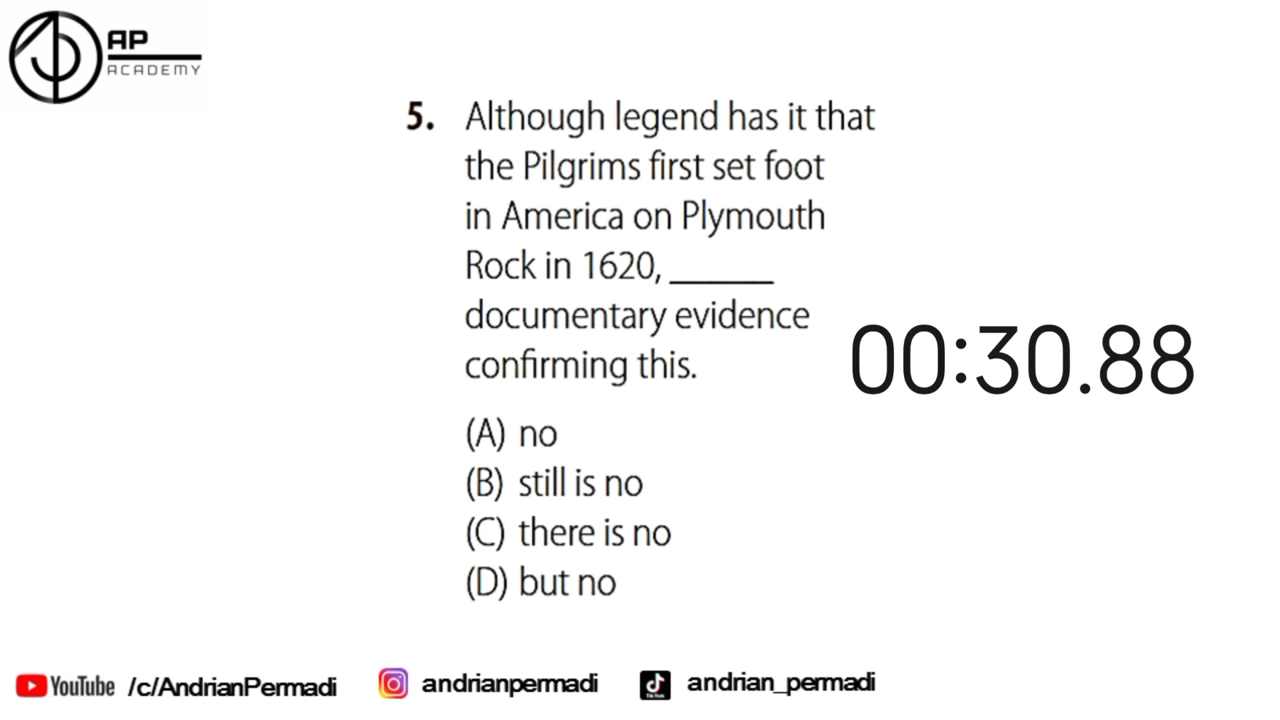 AP
ACADEMY
5. Although legend has it that
the Pilgrims first set foot
in America on Plymouth
Rock in 1620, ______
documentary evidence
confirming this.
(A) no
(B) still is no
(C) there is no
(D) but no
00:30.88
YouTube /c/AndrianPermadi
andrianpermadi
andrian_permadi